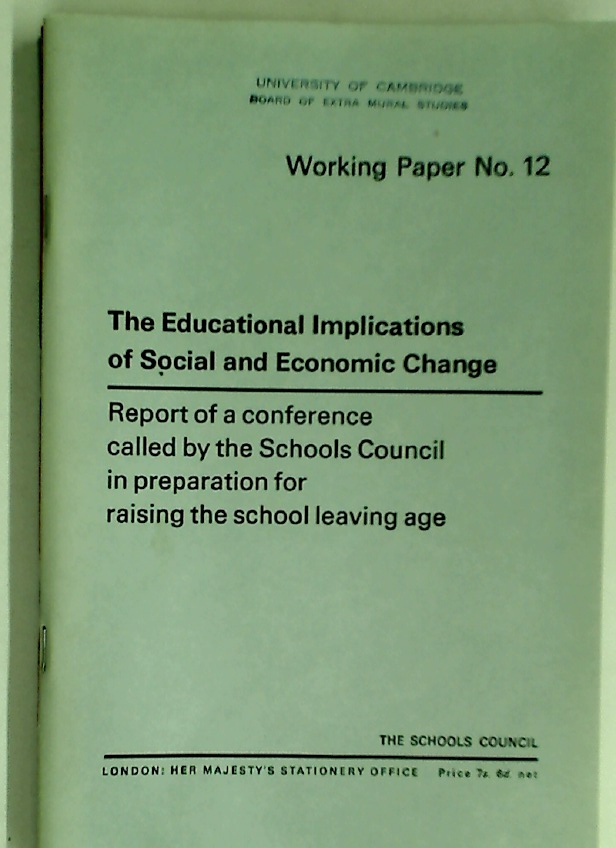 UNIVERSITY OF CAMBRIDGE
BOARD OF EXTRA MURAL STUDIES
Working Paper No. 12
The Educational Implications
of Social and Economic Change
Report of a conference
called by the Schools Council
in preparation for
raising the school leaving age
THE SCHOOLS COUNCIL
LONDON: HER MAJESTY'S STATIONERY OFFICE Price 7s. 6d. net